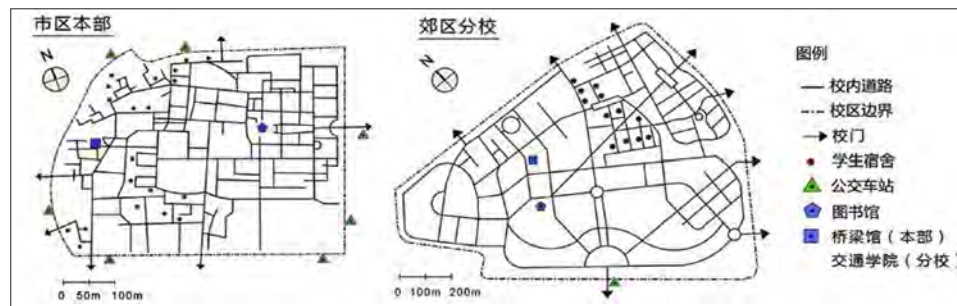 市区本部
N
0 50m 100m
郊区分校
N
0 100m 200m
图例
校内道路
校区边界
校门
学生宿舍
公交车站
图书馆
桥梁馆（本部）
交通学院（分校）